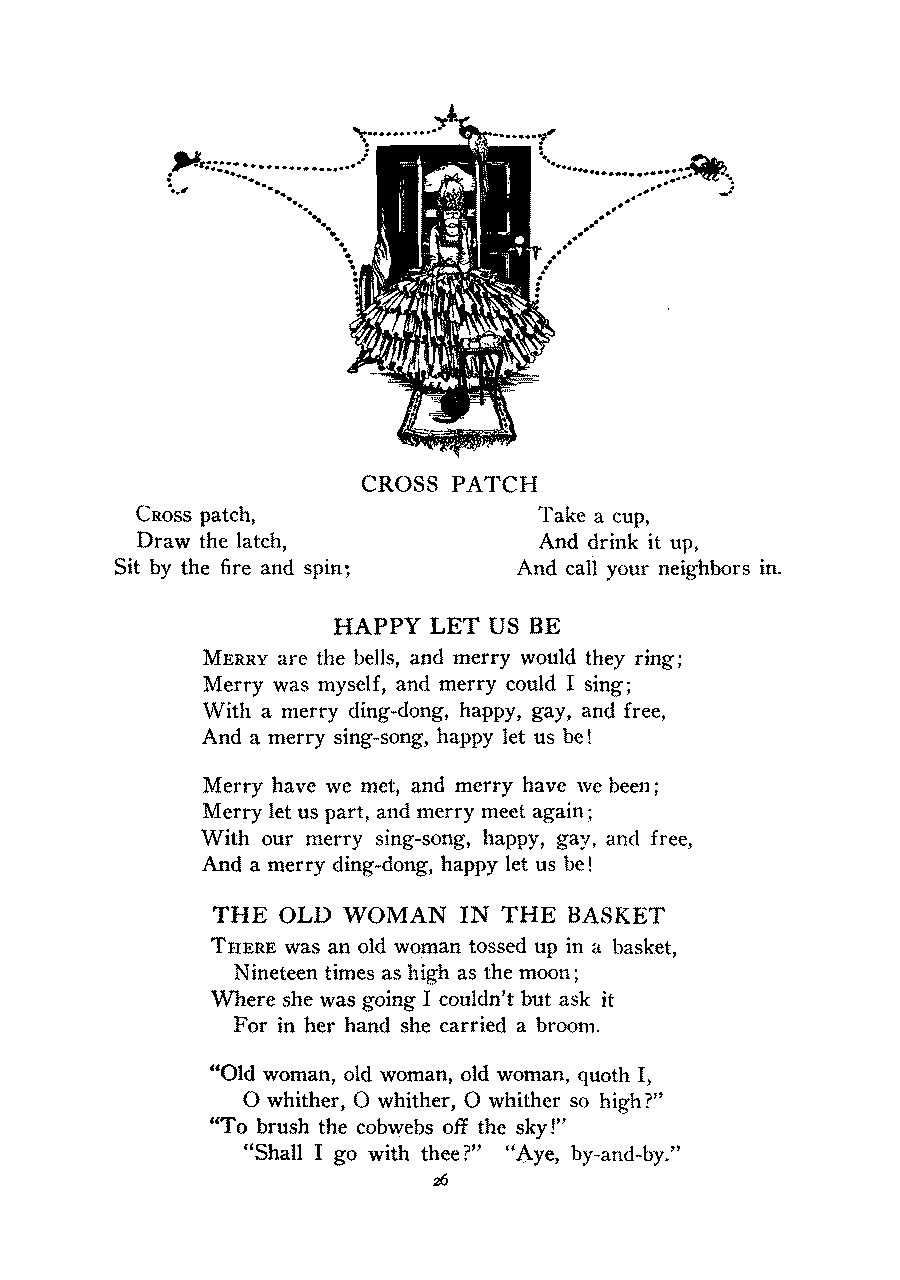 CROSS PATCH
CROSS patch,
Draw the latch,
Sit by the fire and spin;
Take a cup,
And drink it up,
And call your neighbors in.
HAPPY LET US BE
MERRY are the bells, and merry would they ring;
Merry was myself, and merry could I sing;
With a merry ding-dong, happy, gay, and free,
And a merry sing-song, happy let us be!
Merry have we met, and merry have we been;
Merry let us part, and merry meet again;
With our merry sing-song, happy, gay, and free,
And a merry ding-dong, happy let us be!
THE OLD WOMAN IN THE BASKET
THERE was an old woman tossed up in a basket,
Nineteen times as high as the moon;
Where she was going I couldn't but ask it
For in her hand she carried a broom.
“Old woman, old woman, old woman, quoth I,
O whither, O whither, O whither so high?”
“To brush the cobwebs off the sky!”
“Shall I go with thee?” “Aye, by-and-by.”
26